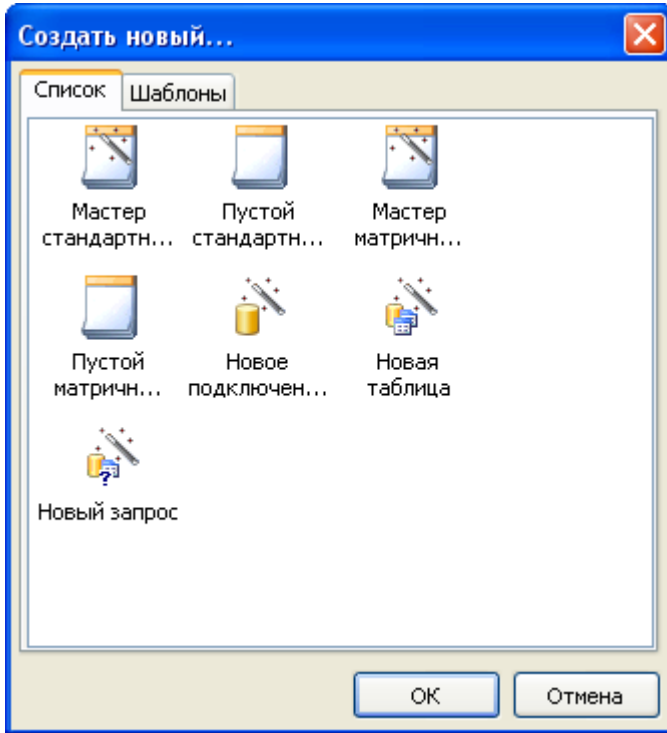 Создать новый...
Список Шаблоны
Мастер Пустой Мастер
стандартн... стандартн... матричн...
Пустой Новое Новая
матричн... подключен... таблица
Новый запрос
ОК Отмена